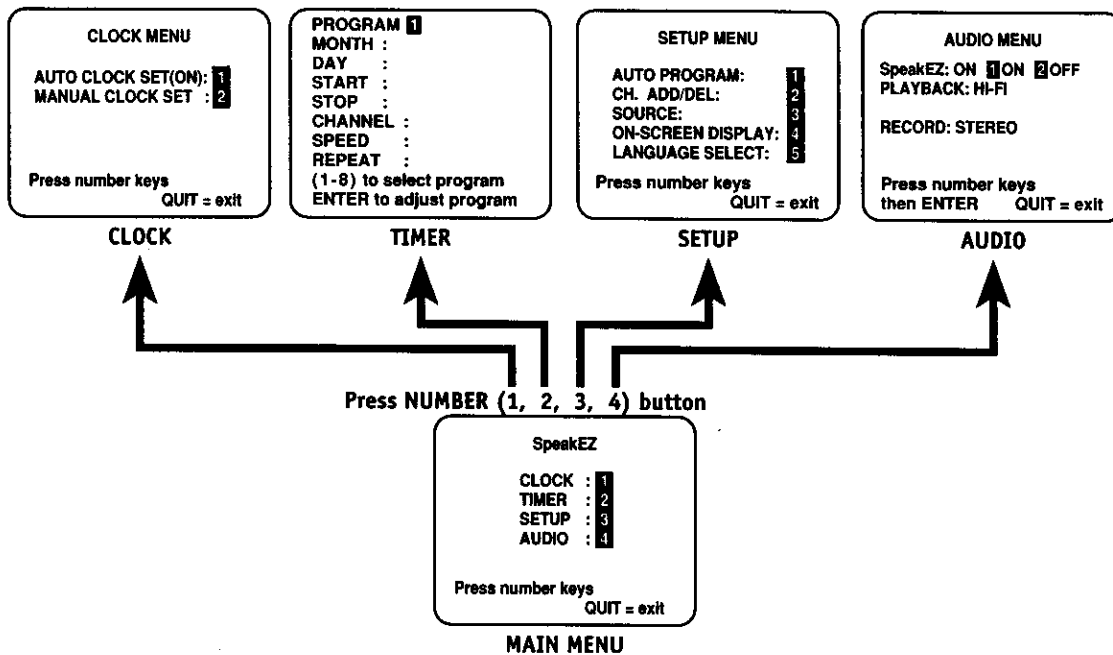 CLOCK MENU
AUTO CLOCK SET(ON): 1
MANUAL CLOCK SET : 2
Press number keys
QUIT = exit
CLOCK
PROGRAM 1
MONTH :
DAY :
START :
STOP :
CHANNEL :
SPEED :
REPEAT :
(1-8) to select program
ENTER to adjust program
TIMER
SETUP MENU
AUTO PROGRAM: 1
CH. ADD/DEL: 2
SOURCE: 3
ON-SCREEN DISPLAY: 4
LANGUAGE SELECT: 5
Press number keys
QUIT = exit
SETUP
AUDIO MENU
SpeakEZ: ON 1 ON 2 OFF
PLAYBACK: HI-FI
RECORD: STEREO
Press number keys
then ENTER QUIT = exit
AUDIO
Press NUMBER (1, 2, 3, 4) button
SpeakEZ
CLOCK : 1
TIMER : 2
SETUP : 3
AUDIO : 4
Press number keys
QUIT = exit
MAIN MENU